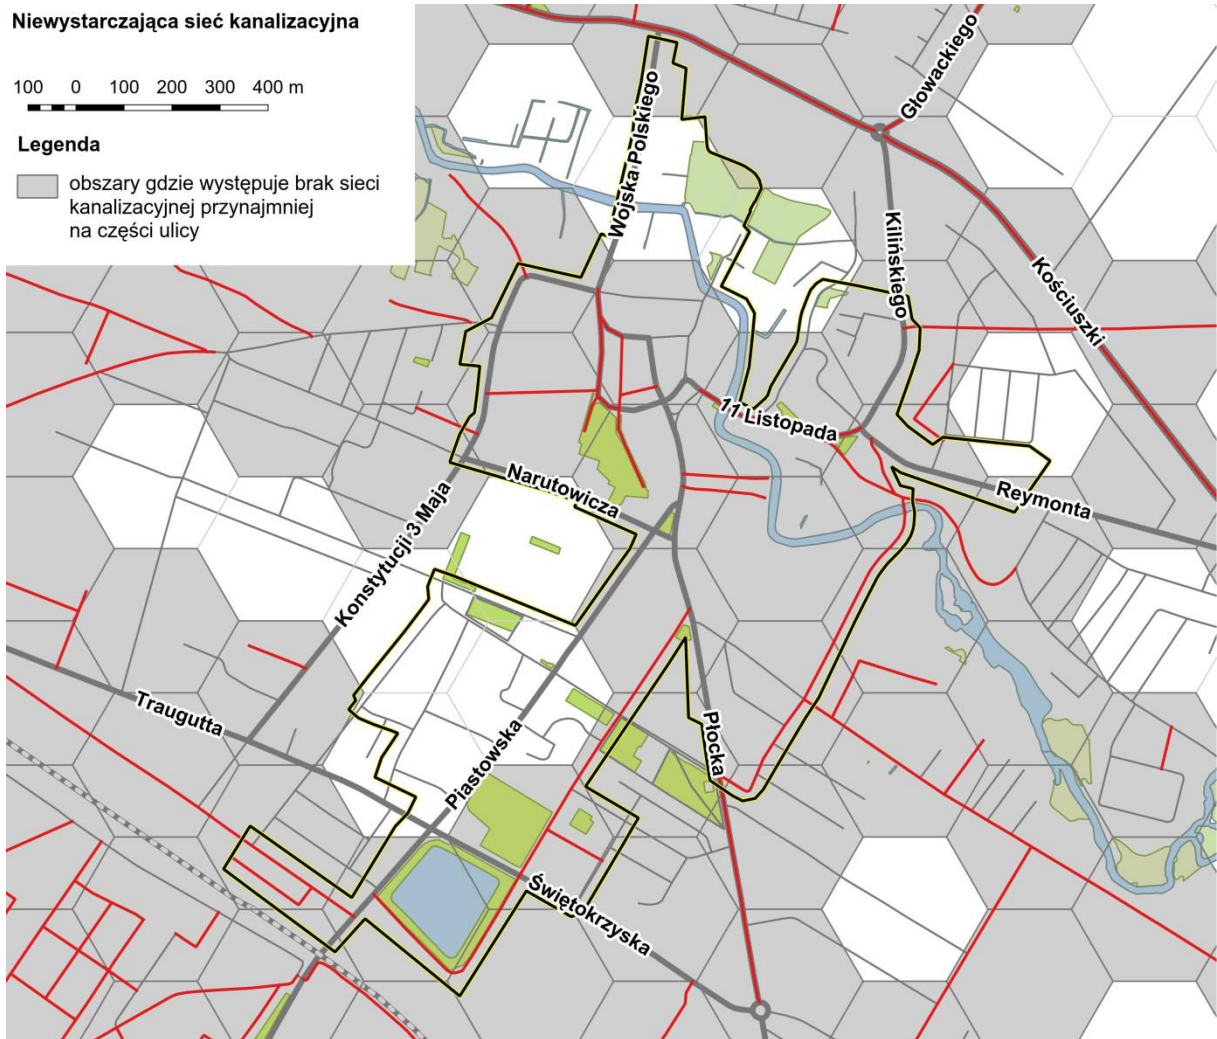 Niewystarczająca sieć kanalizacyjna
100 0 100 200 300 400 m
Legenda
obszary gdzie występuje brak sieci
kanalizacyjnej przynajmniej
na części ulicy
Głowackiego
Wojska Polskiego
Kilińskiego
Kościuszki
11 Listopada
Narutowicza
Reymonta
Konstytucji 3 Maja
Traugutta
Piastowska
Płocka
Świętokrzyska